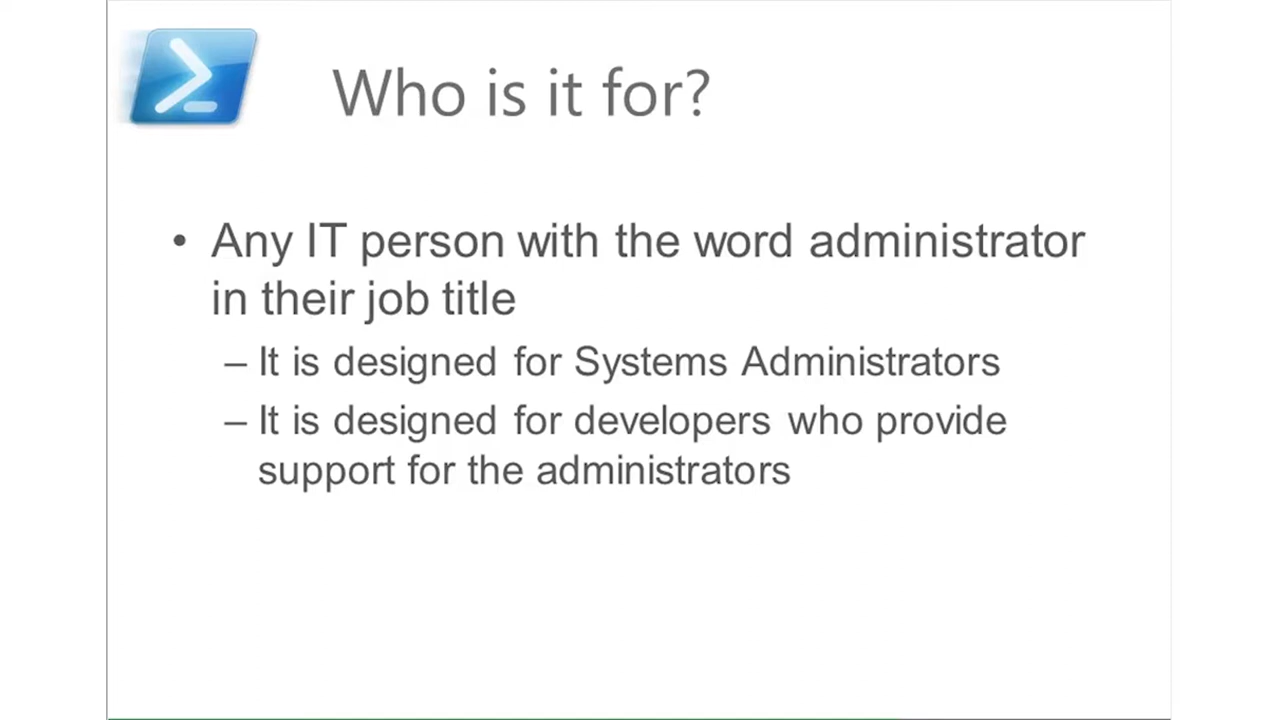 Who is it for?
• Any IT person with the word administrator
in their job title
– It is designed for Systems Administrators
– It is designed for developers who provide
support for the administrators